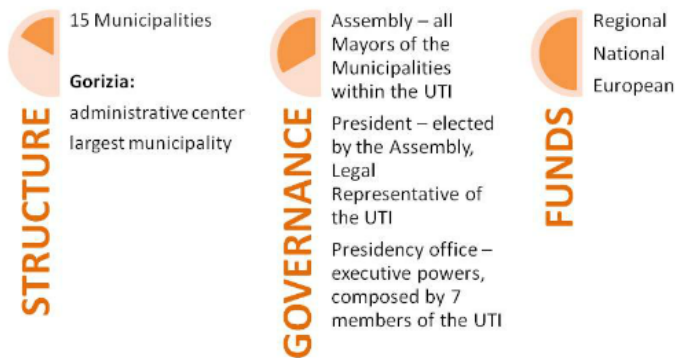 STRUCTURE
15 Municipalities
Gorizia:
administrative center
largest municipality
GOVERNANCE
Assembly – all
Mayors of the
Municipalities
within the UTI
President – elected
by the Assembly,
Legal
Representative of
the UTI
Presidency office –
executive powers,
composed by 7
members of the UTI
FUNDS
Regional
National
European